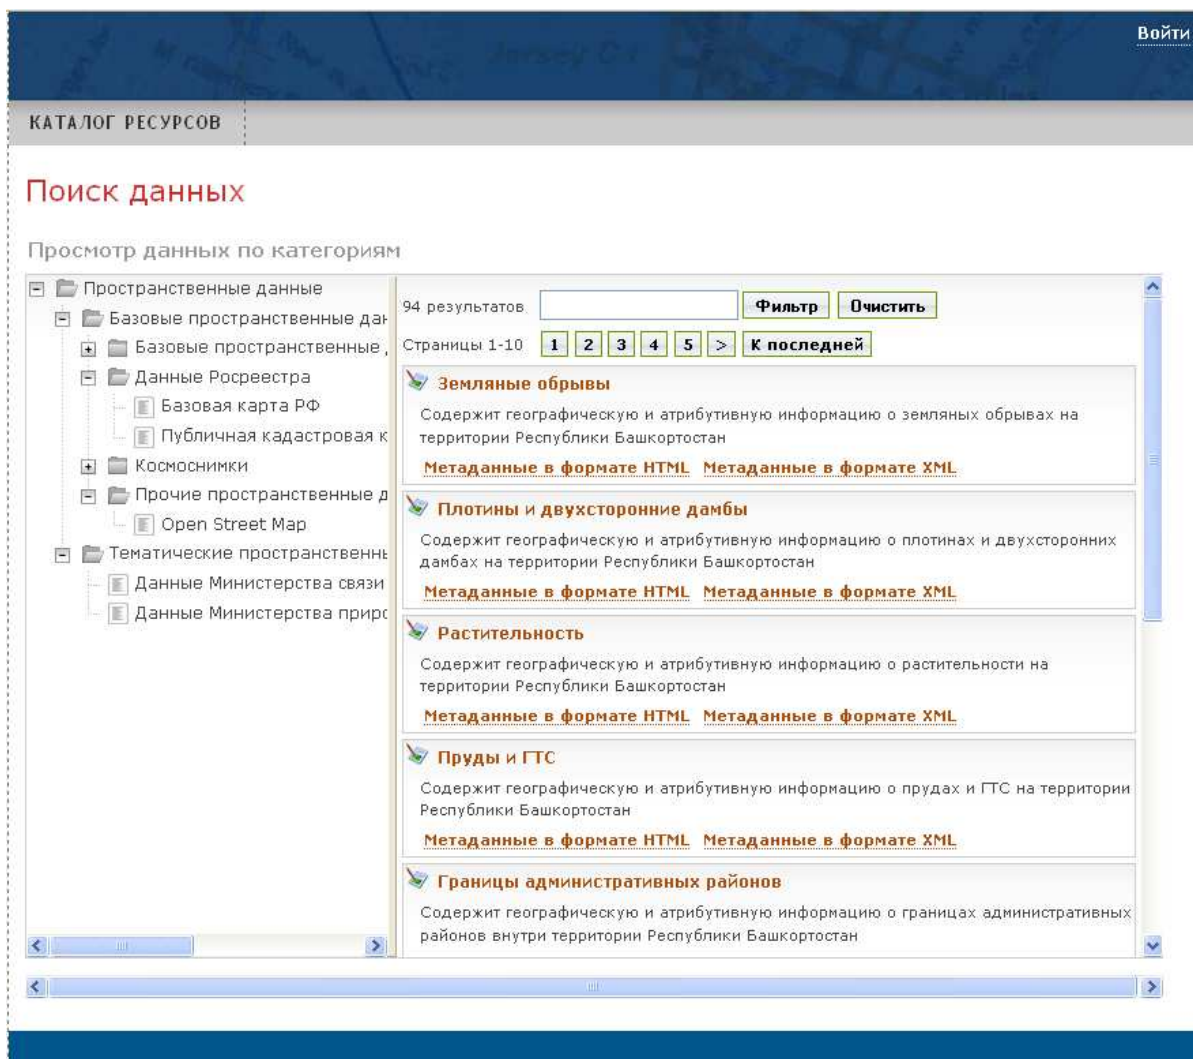 Войти
КАТАЛОГ РЕСУРСОВ
Поиск данных
Просмотр данных по категориям
Пространственные данные
Базовые пространственные дан
Базовые пространственные
Данные Росреестра
Базовая карта РФ
Публичная кадастровая к
Космоснимки
Прочие пространственные д
Open Street Map
Тематические пространственнь
Данные Министерства связи
Данные Министерства приро
94 результатов Фильтр Очистить
Страницы 1-10 1 2 3 4 5 > К последней
Земляные обрывы
Содержит географическую и атрибутивную информацию о земляных обрывах на
территории Республики Башкортостан
Метаданные в формате HTML Метаданные в формате XML
Плотины и двухсторонние дамбы
Содержит географическую и атрибутивную информацию о плотинах и двухсторонних
дамбах на территории Республики Башкортостан
Метаданные в формате HTML Метаданные в формате XML
Растительность
Содержит географическую и атрибутивную информацию о растительности на
территории Республики Башкортостан
Метаданные в формате HTML Метаданные в формате XML
Пруды и ГТС
Содержит географическую и атрибутивную информацию о прудах и ГТС на территории
Республики Башкортостан
Метаданные в формате HTML Метаданные в формате XML
Границы административных районов
Содержит географическую и атрибутивную информацию о границах административных
районов внутри территории Республики Башкортостан